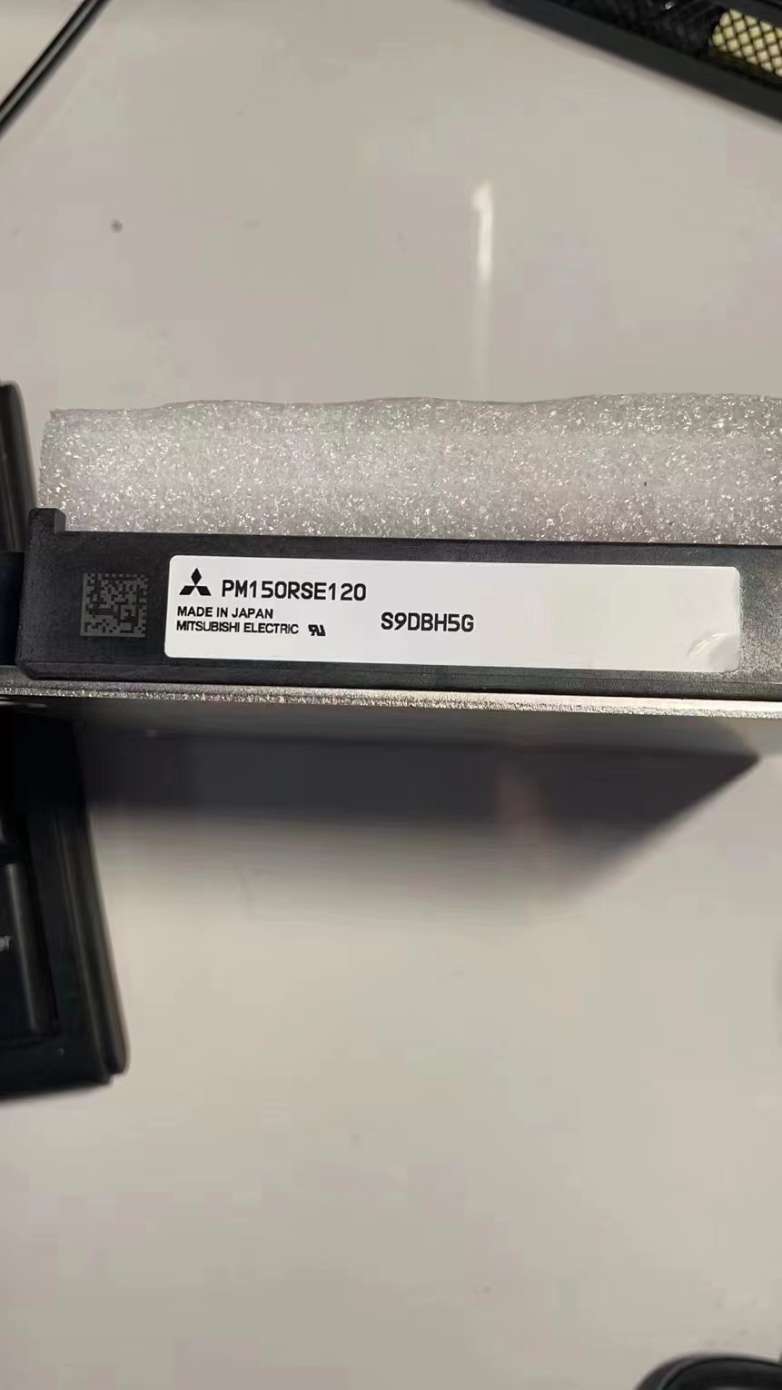 PM150RSE120
MADE IN JAPAN
MITSUBISHI ELECTRIC
S9DBH5G